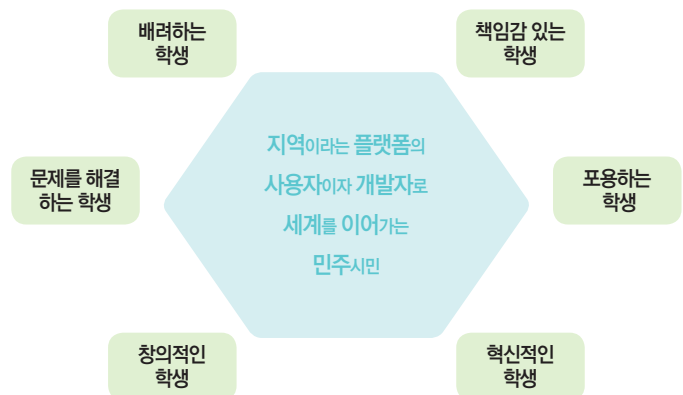 배려하는
학생
책임감 있는
학생
지역이라는 플랫폼의
사용자이자 개발자로
세계를 이어가는
민주시민
문제를 해결
하는 학생
포용하는
학생
창의적인
학생
혁신적인
학생